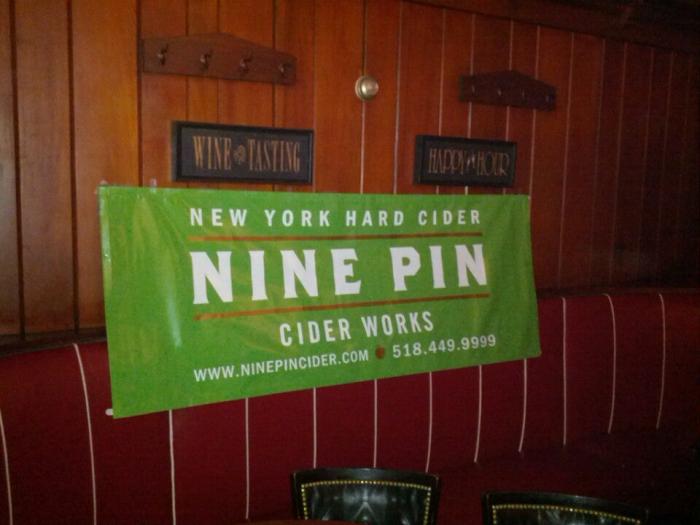 WINE TASTING
HAPPY HOUR
NEW YORK HARD CIDER
NINE PIN
CIDER WORKS
WWW.NINEPINCIDER.COM 518.449.9999